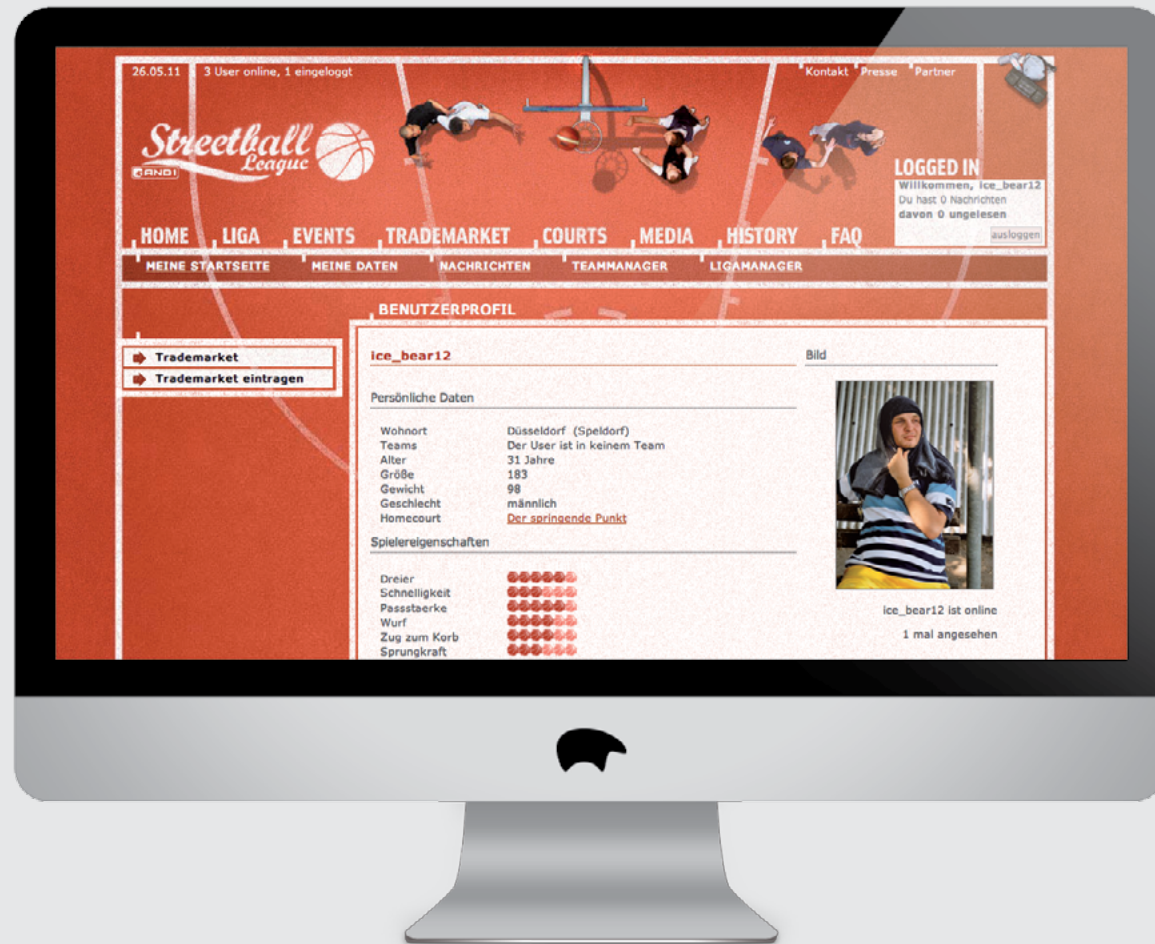 26.05.11 3 User online, 1 eingeloggt
Kontakt Presse Partner
Streetball
League
AND1
LOGGED IN
Willkommen, ice_bear12
Du hast 0 Nachrichten
davon 0 ungelesen
ausloggen
HOME LIGA EVENTS TRADEMARKET COURTS MEDIA HISTORY FAQ
MEINE STARTSEITE MEINE DATEN NACHRICHTEN TEAMMANAGER LIGAMANAGER
BENUTZERPROFIL
Trademarket
Trademarket eintragen
ice_bear12
Persönliche Daten
Wohnort Düsseldorf (Speldorf)
Teams Der User ist in keinem Team
Alter 31 Jahre
Größe 183
Gewicht 98
Geschlecht männlich
Homecourt Der springende Punkt
Spielereigenschaften
Dreier
Schnelligkeit
Passstaerke
Wurf
Zug zum Korb
Sprungkraft
Bild
ice_bear12 ist online
1 mal angesehen